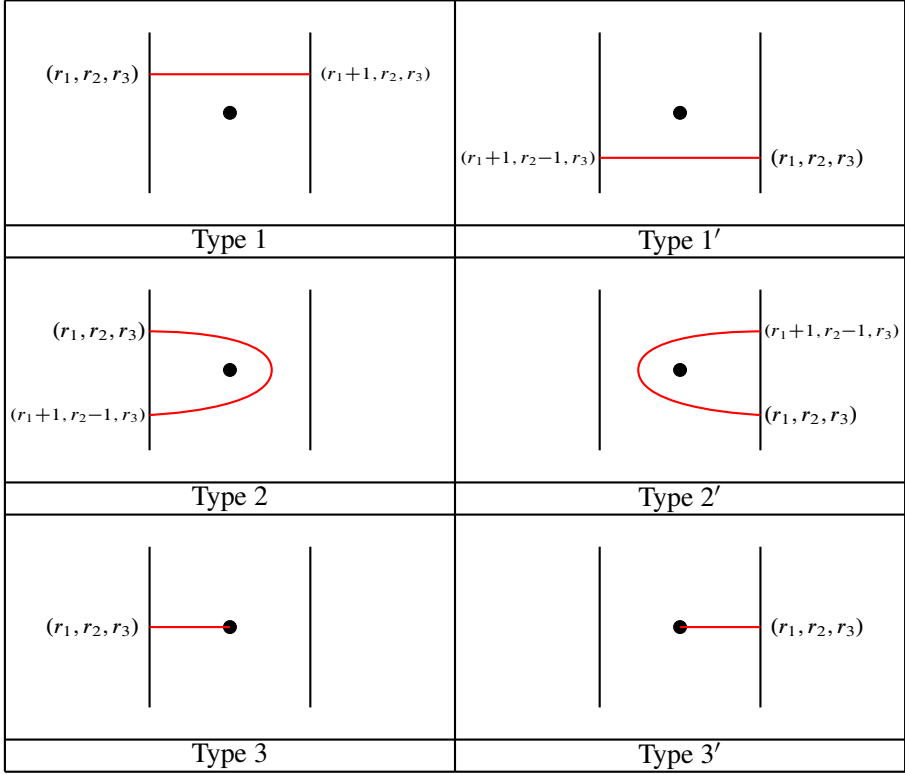 (r₁, r₂, r₃) (r₁+1, r₂, r₃)
(r₁+1, r₂−1, r₃) (r₁, r₂, r₃)
Type 1 Type 1′
(r₁, r₂, r₃) (r₁+1, r₂−1, r₃)
(r₁+1, r₂−1, r₃) (r₁, r₂, r₃)
Type 2 Type 2′
(r₁, r₂, r₃) (r₁, r₂, r₃)
Type 3 Type 3′